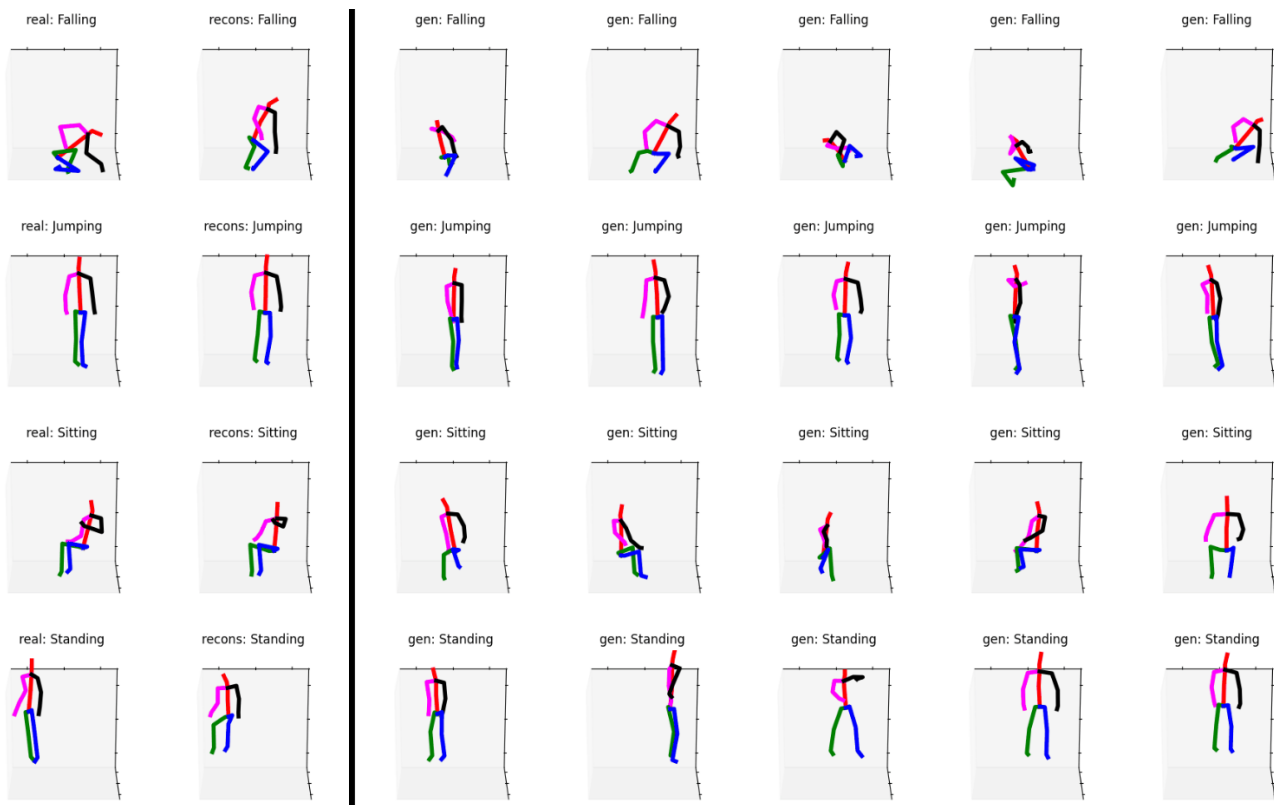 real: Falling
recons: Falling
gen: Falling
gen: Falling
gen: Falling
gen: Falling
gen: Falling
real: Jumping
recons: Jumping
gen: Jumping
gen: Jumping
gen: Jumping
gen: Jumping
gen: Jumping
real: Sitting
recons: Sitting
gen: Sitting
gen: Sitting
gen: Sitting
gen: Sitting
gen: Sitting
real: Standing
recons: Standing
gen: Standing
gen: Standing
gen: Standing
gen: Standing
gen: Standing